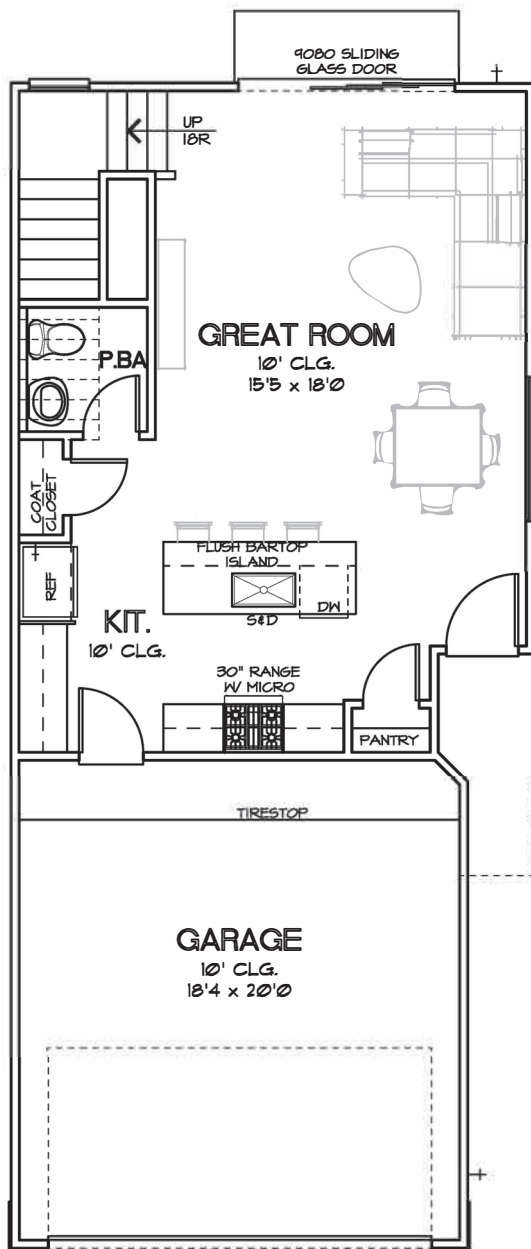 9080 SLIDING
GLASS DOOR
UP
18R
GREAT ROOM
10' CLG.
15'5 x 18'0
P.BA
COAT
CLOSET
REF
FLUSH BARTOP
ISLAND
DW
S&D
KIT.
10' CLG.
30" RANGE
W/ MICRO
PANTRY
TIRESTOP
GARAGE
10' CLG.
18'4 x 20'0